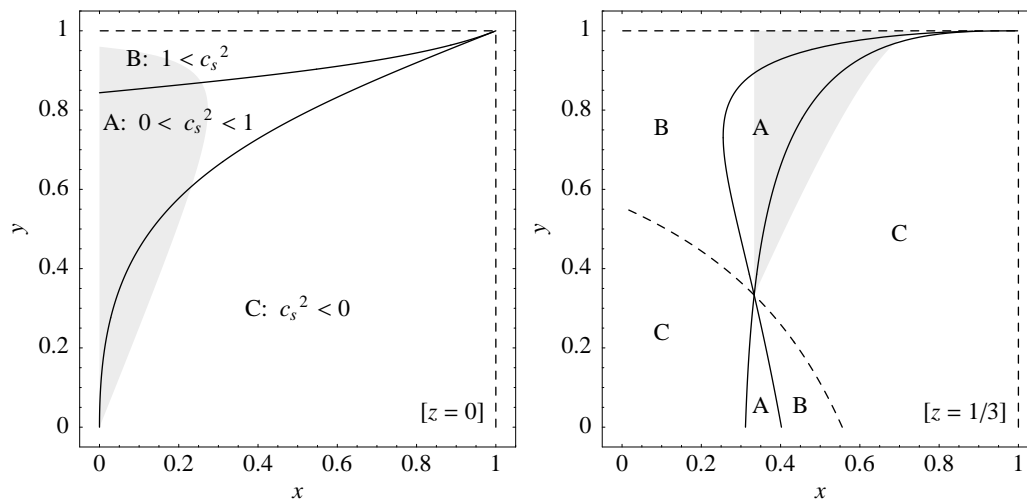 1
0.8
0.6
0.4
0.2
0
y
B: 1 < c_s^2
A: 0 < c_s^2 < 1
C: c_s^2 < 0
[z = 0]
0 0.2 0.4 0.6 0.8 1
x
1
0.8
0.6
0.4
0.2
0
y
B
A
C
C
A
B
[z = 1/3]
0 0.2 0.4 0.6 0.8 1
x